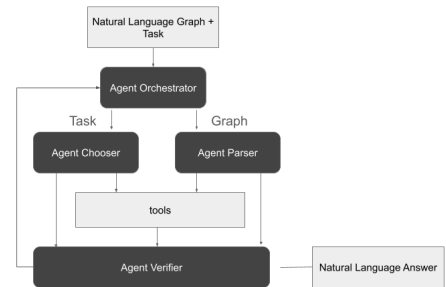 Natural Language Graph +
Task
Agent Orchestrator
Task
Graph
Agent Chooser
Agent Parser
tools
Agent Verifier
Natural Language Answer